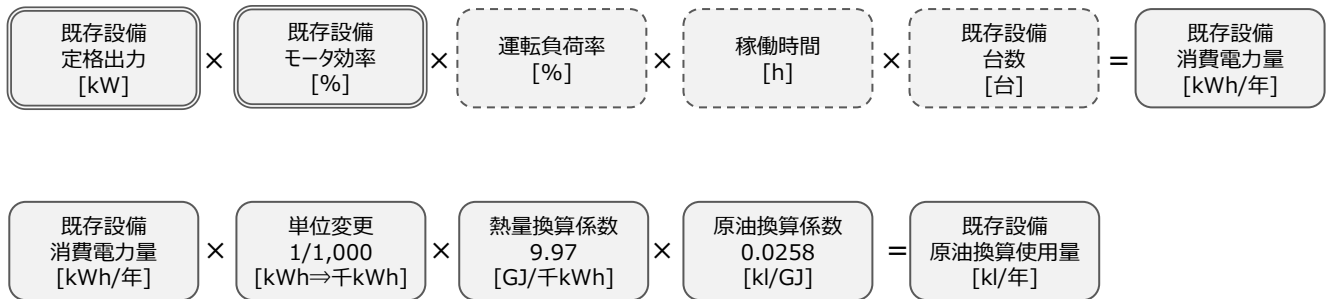 既存設備
定格出力
[kW]
×
既存設備
モータ効率
[%]
×
運転負荷率
[%]
×
稼働時間
[h]
×
既存設備
台数
[台]
=
既存設備
消費電力量
[kWh/年]
既存設備
消費電力量
[kWh/年]
×
単位変更
1/1,000
[kWh⇒千kWh]
×
熱量換算係数
9.97
[GJ/千kWh]
×
原油換算係数
0.0258
[kl/GJ]
=
既存設備
原油換算使用量
[kl/年]